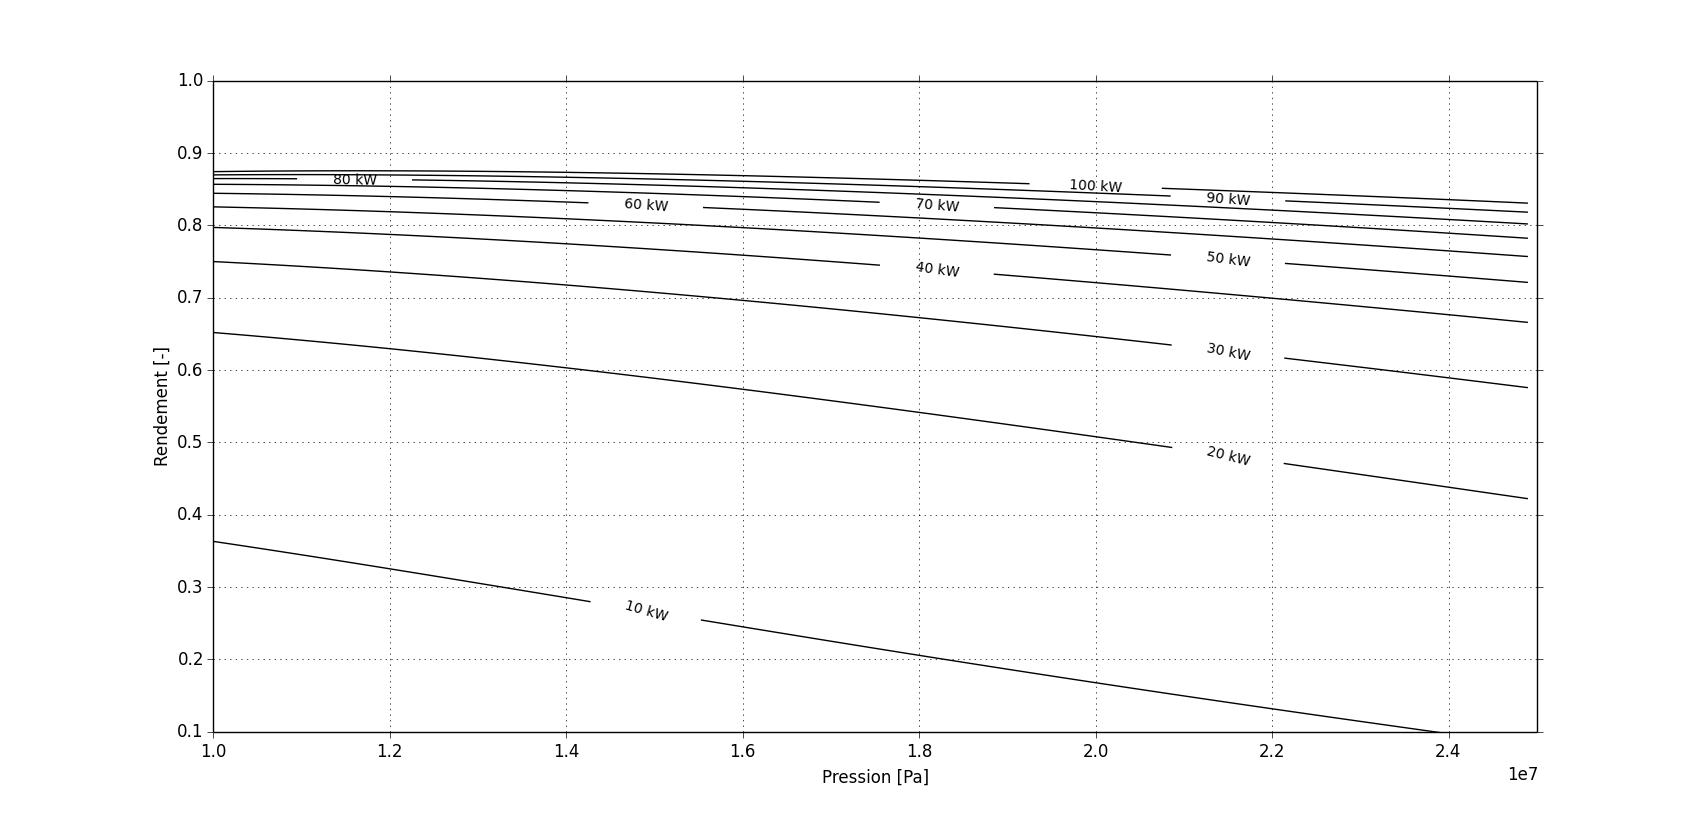 1.0
0.9
80 kW
100 kW
90 kW
60 kW
70 kW
0.8
50 kW
40 kW
0.7
30 kW
0.6
Rendement [-]
0.5
20 kW
0.4
0.3
10 kW
0.2
0.1
1.0 1.2 1.4 1.6 1.8 2.0 2.2 2.4
1e7
Pression [Pa]